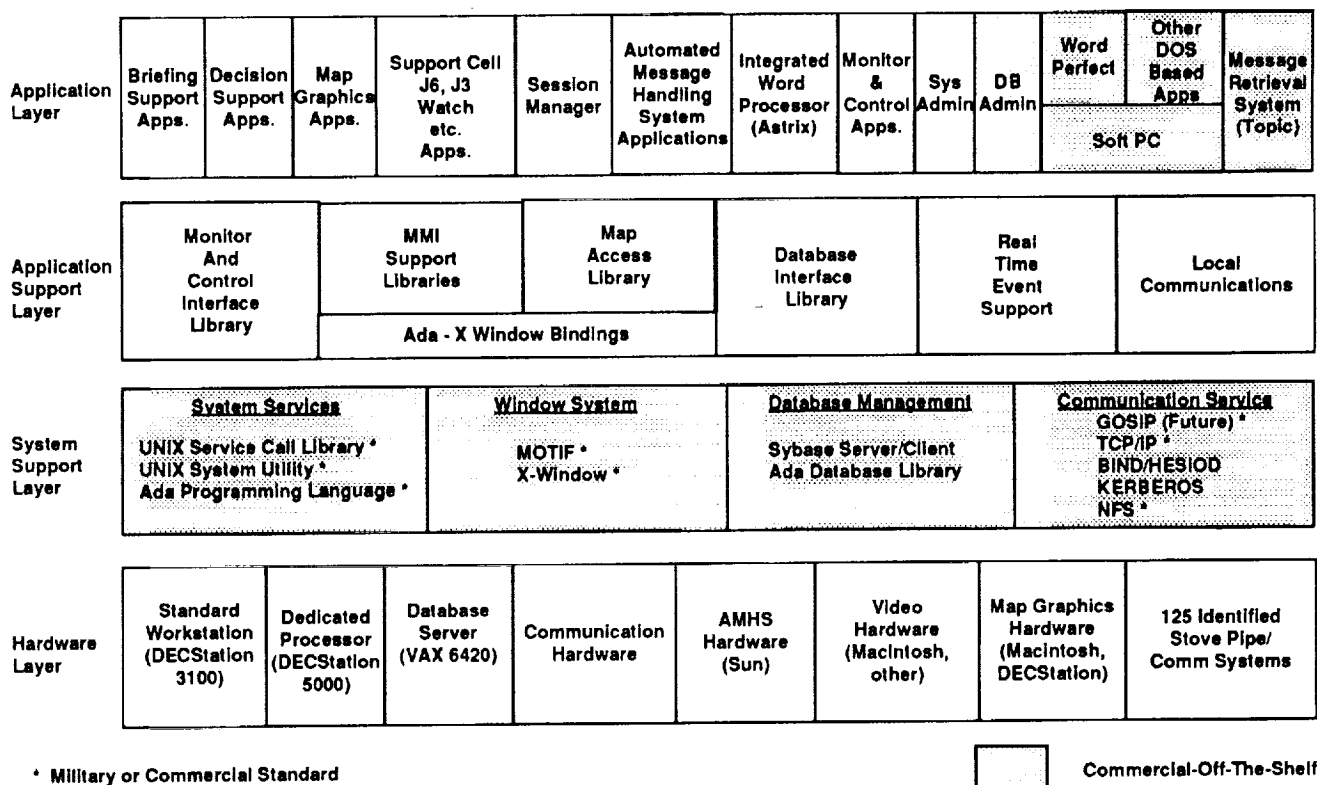 Application
Layer
Briefing
Support
Apps.
Decision
Support
Apps.
Map
Graphics
Apps.
Support Cell
J6, J3
Watch
etc.
Apps.
Session
Manager
Automated
Message
Handling
System
Applications
Integrated
Word
Processor
(Astrix)
Monitor
&
Control
Apps.
Sys
Admin
DB
Admin
Word
Perfect
Other
DOS
Based
Apps
Soft PC
Message
Retrieval
System
(Topic)
Application
Support
Layer
Monitor
And
Control
Interface
Library
MMI
Support
Libraries
Map
Access
Library
Ada - X Window Bindings
Database
Interface
Library
Real
Time
Event
Support
Local
Communications
System
Support
Layer
System Services
UNIX Service Call Library *
UNIX System Utility *
Ada Programming Language *
Window System
MOTIF *
X-Window *
Database Management
Sybase Server/Client
Ada Database Library
Communication Service
GOSIP (Future) *
TCP/IP *
BIND/HESIOD
KERBEROS
NFS *
Hardware
Layer
Standard
Workstation
(DECStation
3100)
Dedicated
Processor
(DECStation
5000)
Database
Server
(VAX 6420)
Communication
Hardware
AMHS
Hardware
(Sun)
Video
Hardware
(Macintosh,
other)
Map Graphics
Hardware
(Macintosh,
DECStation)
125 Identified
Stove Pipe/
Comm Systems
* Military or Commercial Standard
Commercial-Off-The-Shelf